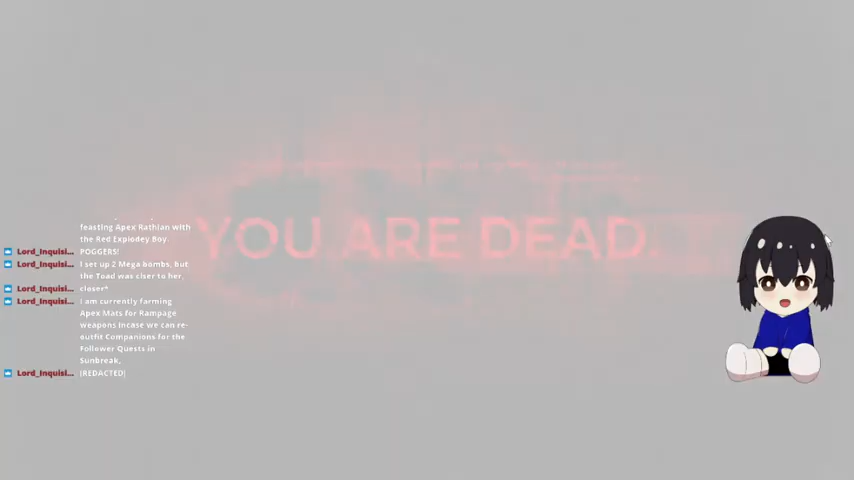 feasting Apex Rathian with
the Red Explodey Boy.
Lord_Inquisi... POGGERS!
Lord_Inquisi... I set up 2 Mega bombs, but
the Toad was clser to her.
Lord_Inquisi... closer*
Lord_Inquisi... I am currently farming
Apex Mats for Rampage
weapons incase we can re-
outfit Companions for the
Follower Quests in
Sunbreak,
Lord_Inquisi... [REDACTED]
YOU ARE DEAD.